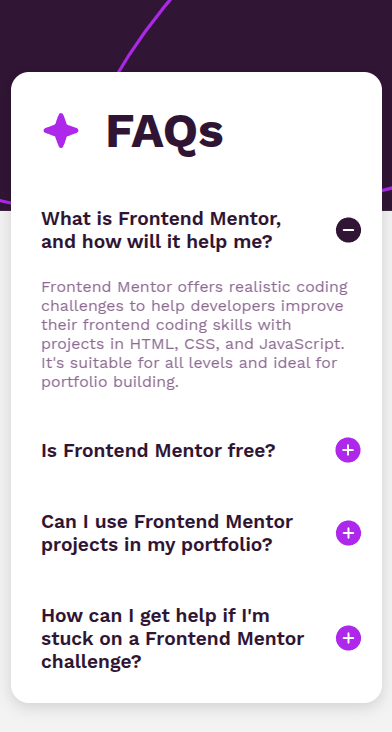 FAQs
What is Frontend Mentor,
and how will it help me?
Frontend Mentor offers realistic coding
challenges to help developers improve
their frontend coding skills with
projects in HTML, CSS, and JavaScript.
It's suitable for all levels and ideal for
portfolio building.
Is Frontend Mentor free?
Can I use Frontend Mentor
projects in my portfolio?
How can I get help if I'm
stuck on a Frontend Mentor
challenge?